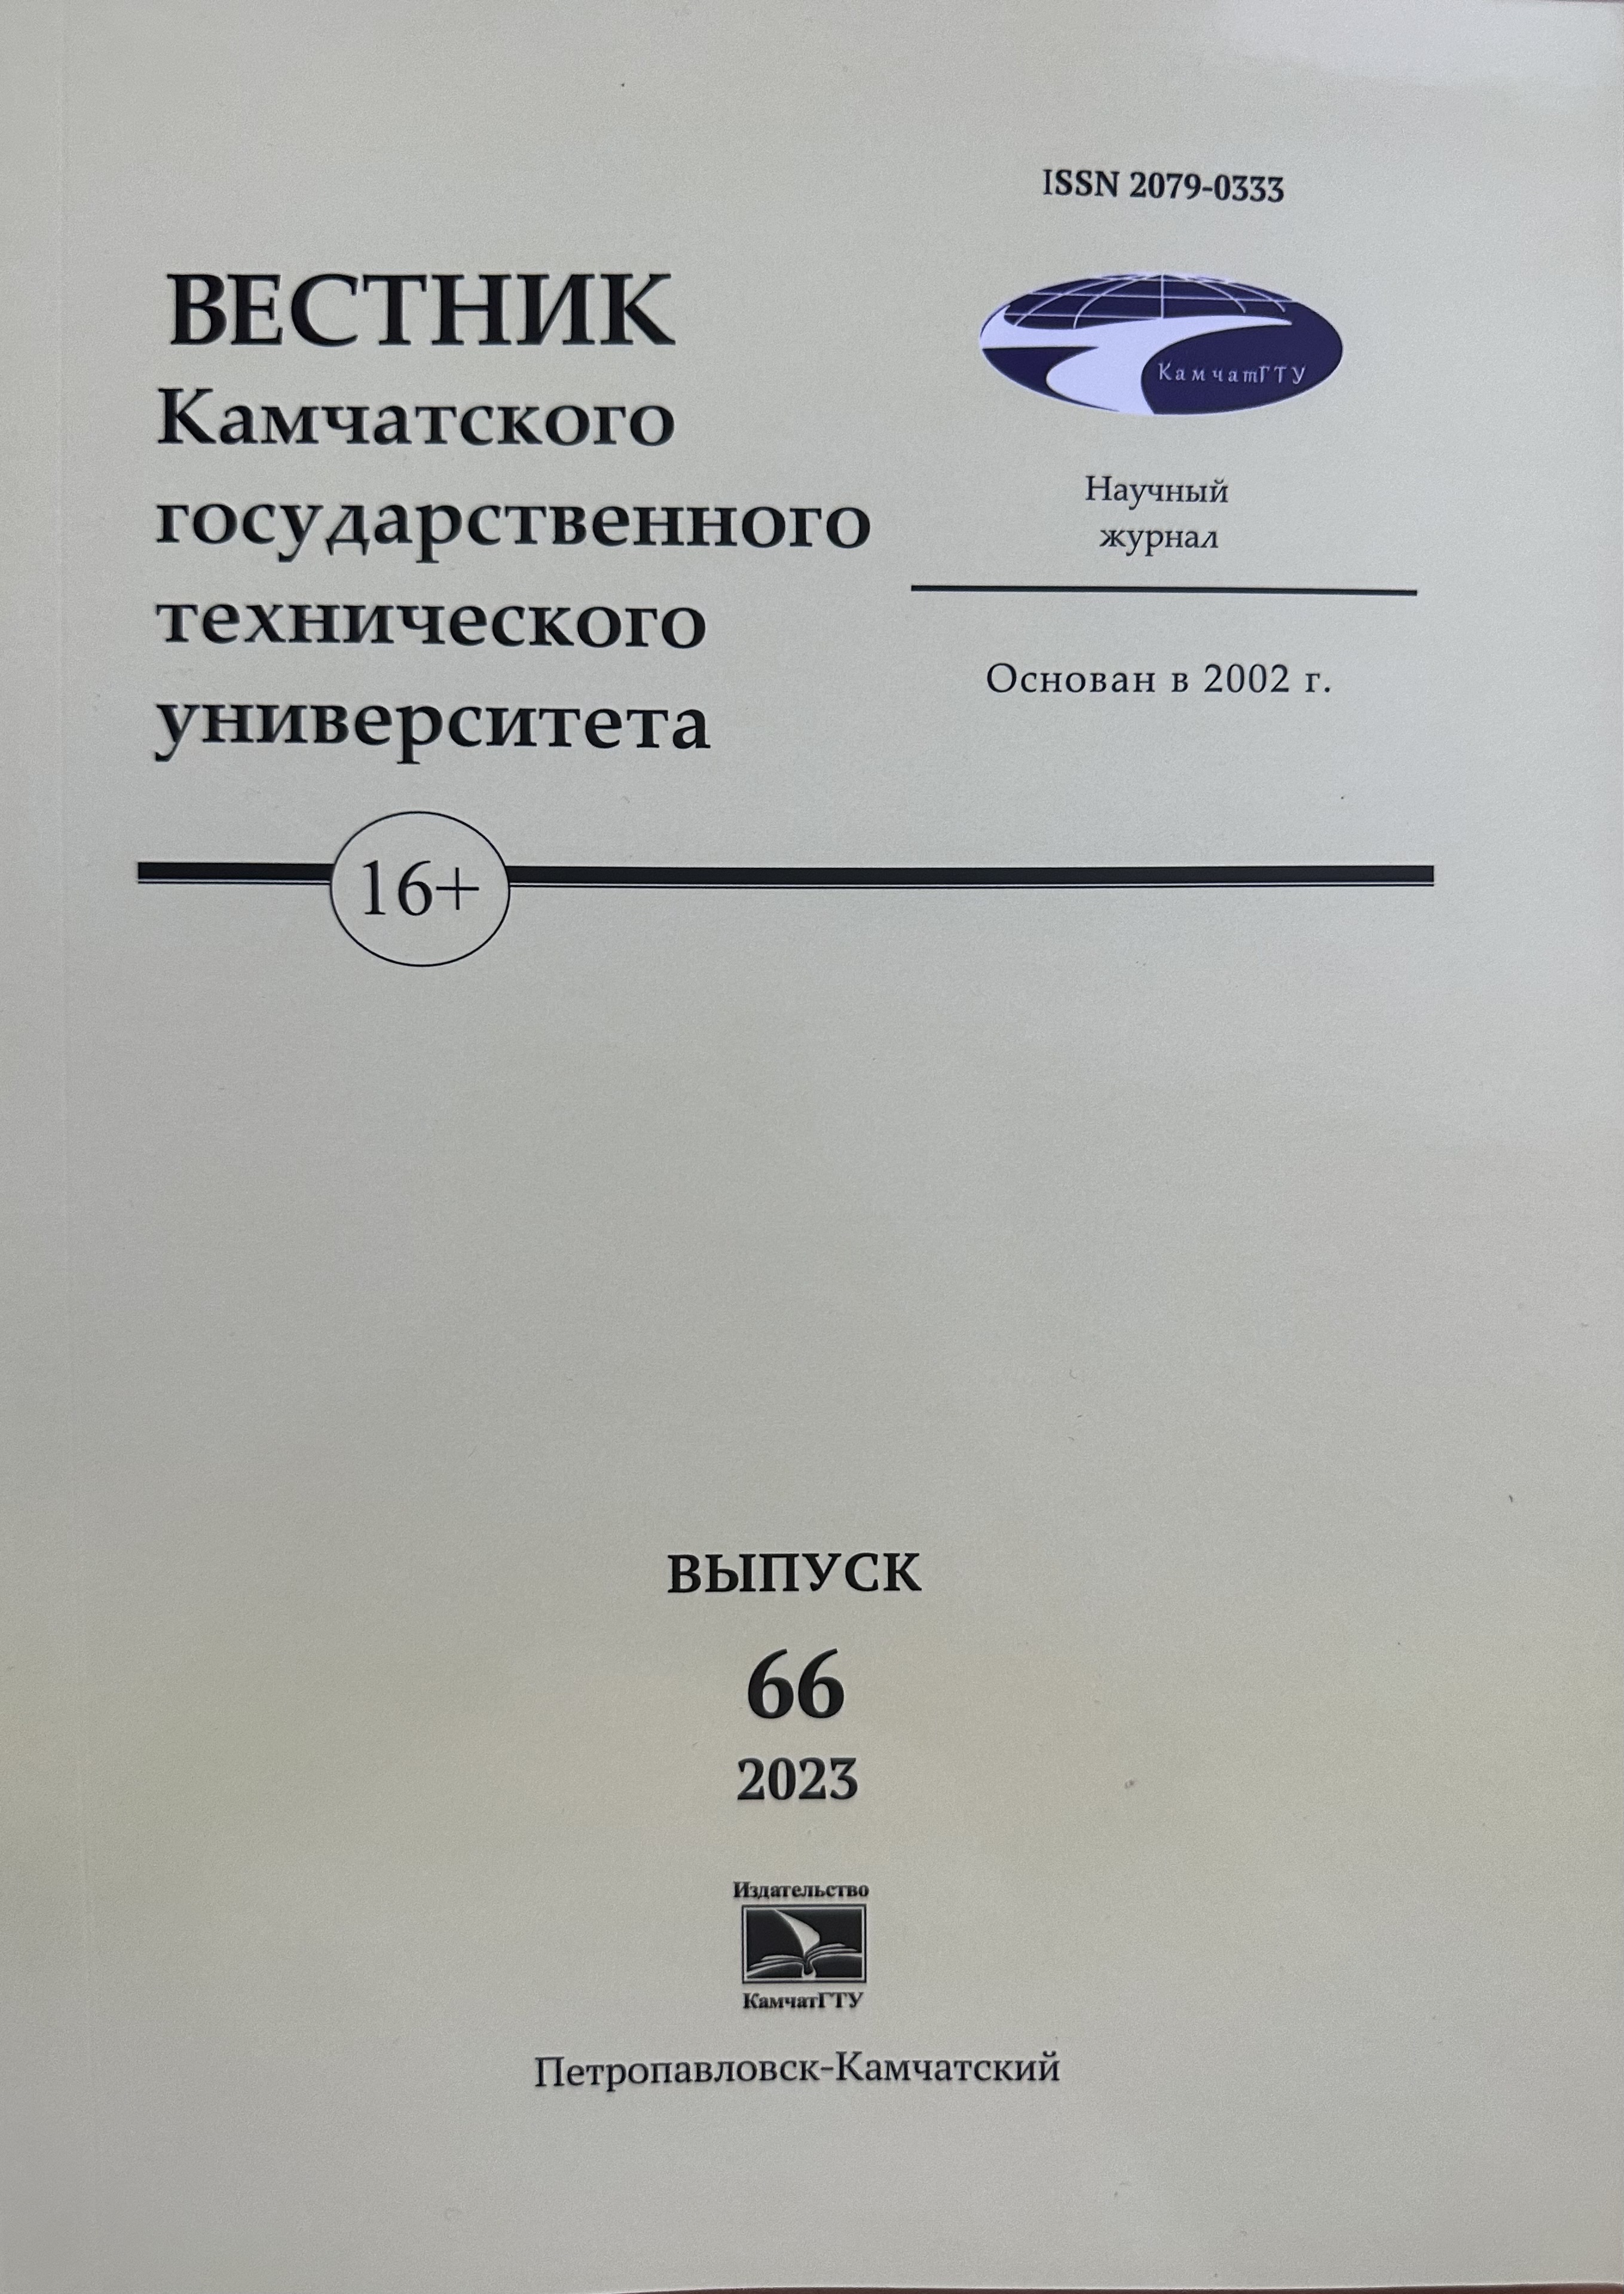 ISSN 2079-0333
ВЕСТНИК
Камчатского
государственного
технического
университета
КамчатГТУ
Научный
журнал
Основан в 2002 г.
16+
ВЫПУСК
66
2023
Издательство
КамчатГТУ
Петропавловск-Камчатский